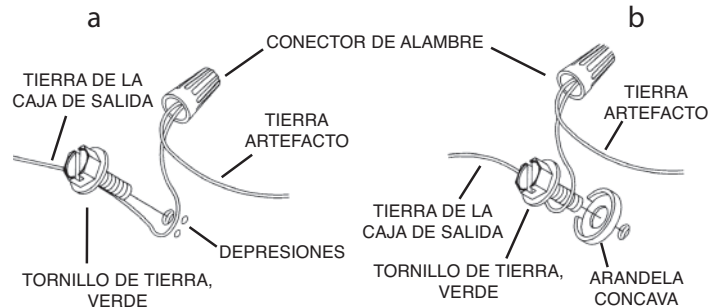 a
CONECTOR DE ALAMBRE
TIERRA DE LA
CAJA DE SALIDA
TIERRA
ARTEFACTO
DEPRESIONES
TORNILLO DE TIERRA,
VERDE
b
TIERRA
ARTEFACTO
TIERRA DE LA
CAJA DE SALIDA
TORNILLO DE TIERRA,
VERDE
ARANDELA
CONCAVA